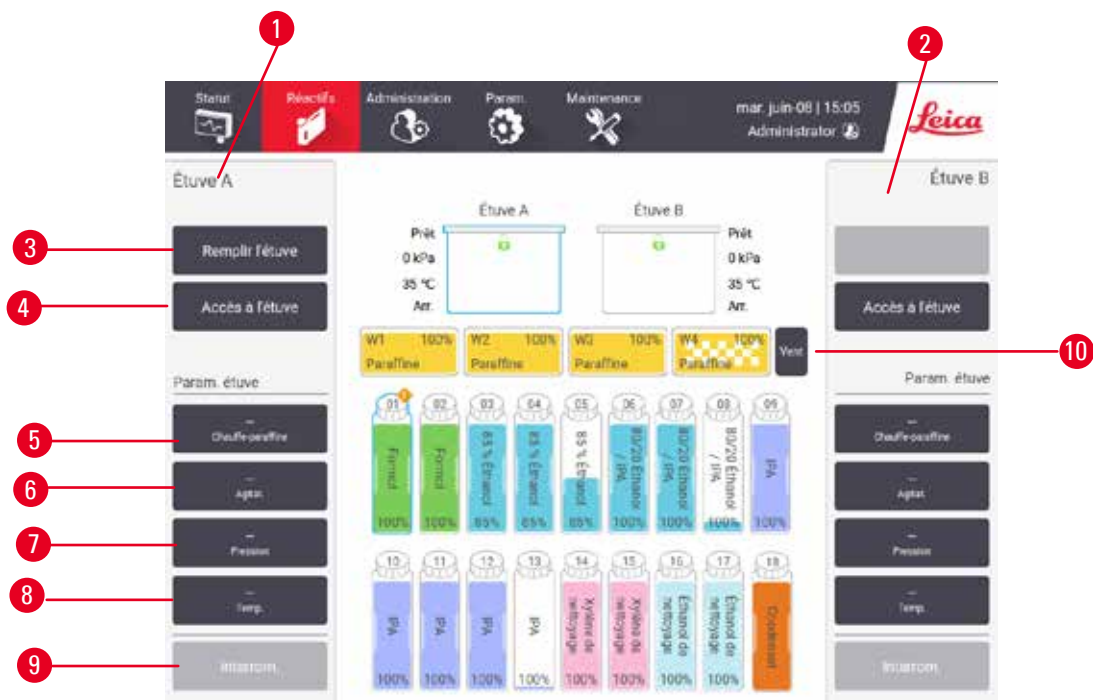 1
2
Statut
Réactifs
Administration
Param.
Maintenance
mar. juin-08 | 15:05
Administrator
Leica
Étuve A
Étuve B
Étuve A
Étuve B
3
Remplir l'étuve
Prêt
0 kPa
35 °C
Arr.
Prêt
0 kPa
35 °C
Arr.
4
Accès à l'étuve
Accès à l'étuve
W1 100%
Paraffine
W2 100%
Paraffine
W3 100%
Paraffine
W4 100%
Paraffine
Vent
10
Param. étuve
Param. étuve
5
--
Chauffe-paraffine
6
--
Agitat.
7
--
Pression
8
--
Temp.
9
Interrom.
01
Formol
100%
02
Formol
100%
03
85 % Éthanol
85%
04
85 % Éthanol
85%
05
85 % Éthanol
85%
06
80/20 Éthanol
/ IPA
100%
07
80/20 Éthanol
/ IPA
100%
08
80/20 Éthanol
/ IPA
100%
09
IPA
100%
10
IPA
100%
11
IPA
100%
12
IPA
100%
13
IPA
100%
14
Xylène de
nettoyage
100%
15
Xylène de
nettoyage
100%
16
Éthanol de
nettoyage
100%
17
Éthanol de
nettoyage
100%
18
Condensat
--
Chauffe-paraffine
--
Agitat.
--
Pression
--
Temp.
Interrom.